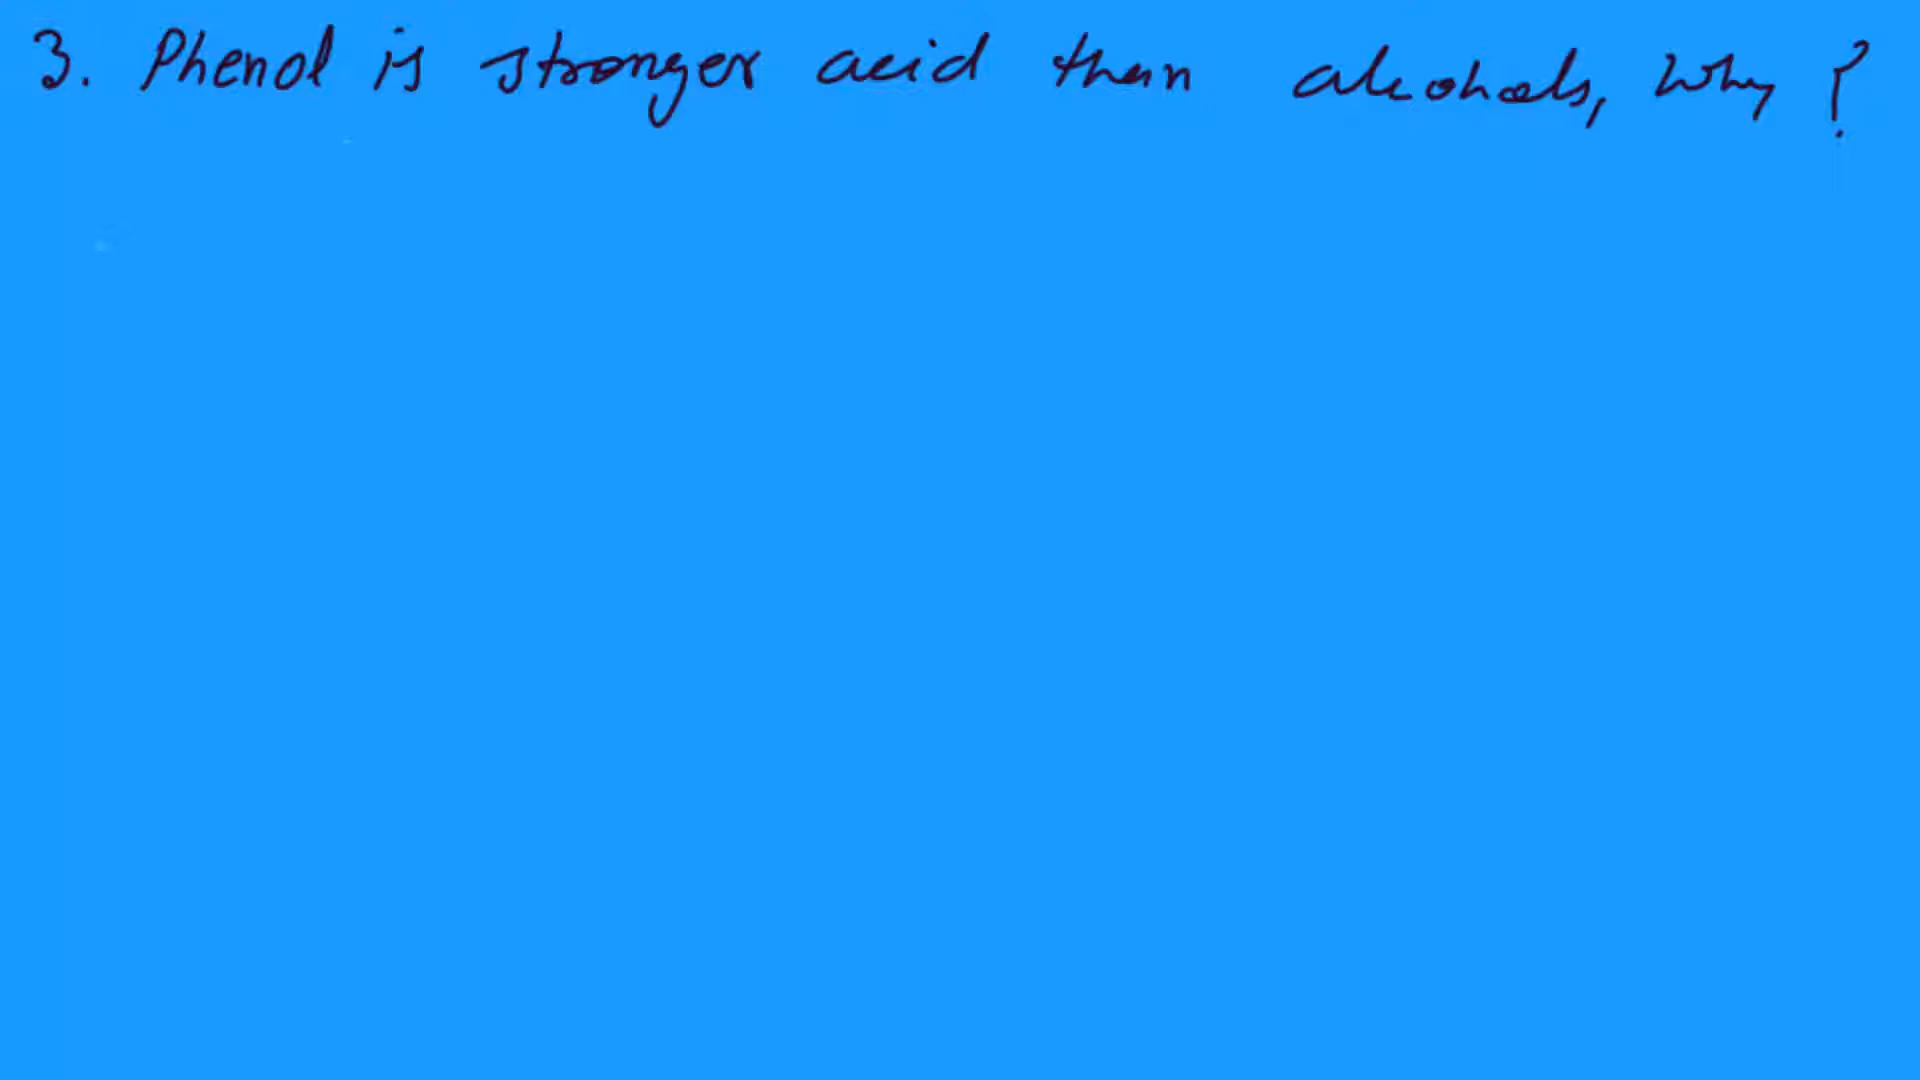 3. Phenol is stronger acid than alcohols, why ?